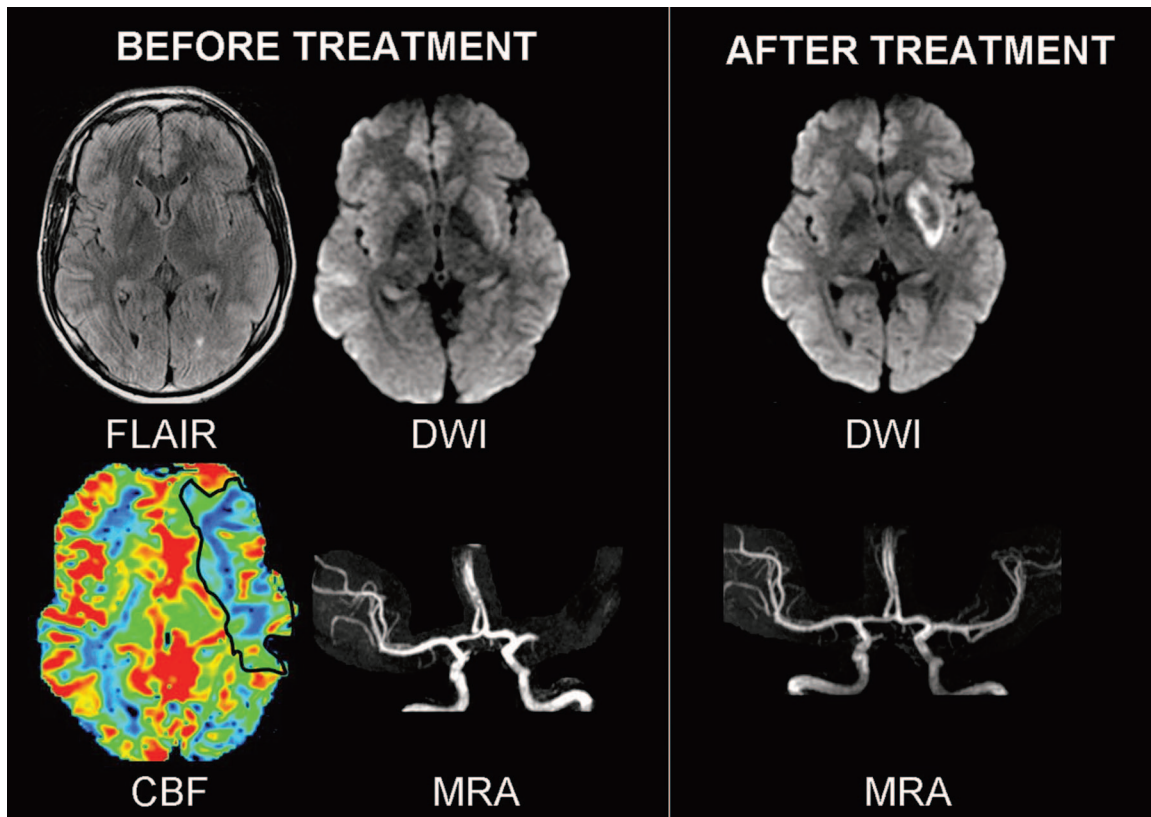 BEFORE TREATMENT
AFTER TREATMENT
FLAIR
DWI
DWI
CBF
MRA
MRA